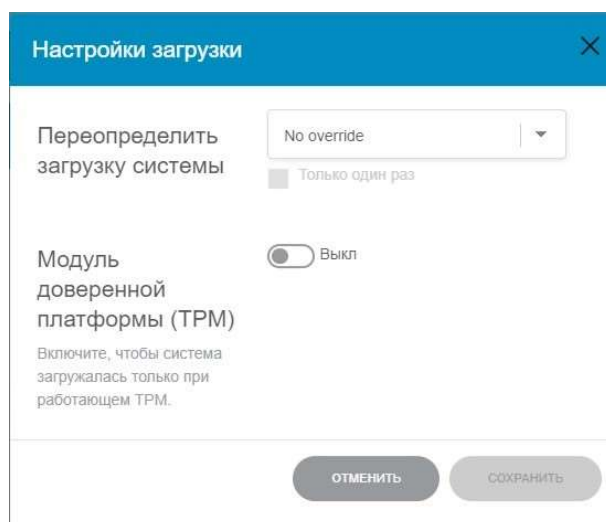 Настройки загрузки
Переопределить
загрузку системы
No override
Только один раз
Модуль
доверенной
платформы (TPM)
Выкл
Включите, чтобы система
загружалась только при
работающем TPM.
ОТМЕНИТЬ
СОХРАНИТЬ